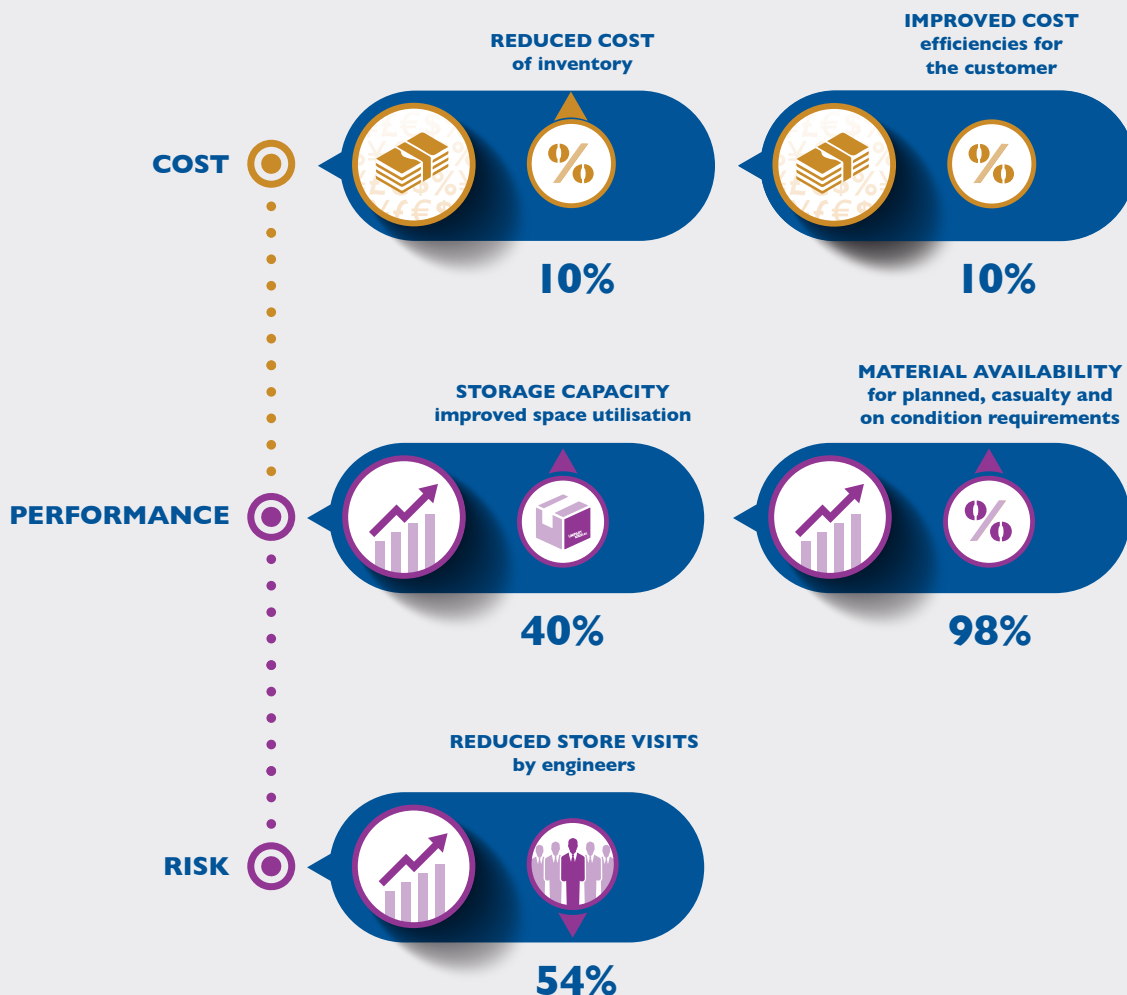 REDUCED COST
of inventory
IMPROVED COST
efficiencies for
the customer
COST
%
%
10%
10%
STORAGE CAPACITY
improved space utilisation
MATERIAL AVAILABILITY
for planned, casualty and
on condition requirements
PERFORMANCE
%
40%
98%
REDUCED STORE VISITS
by engineers
RISK
54%